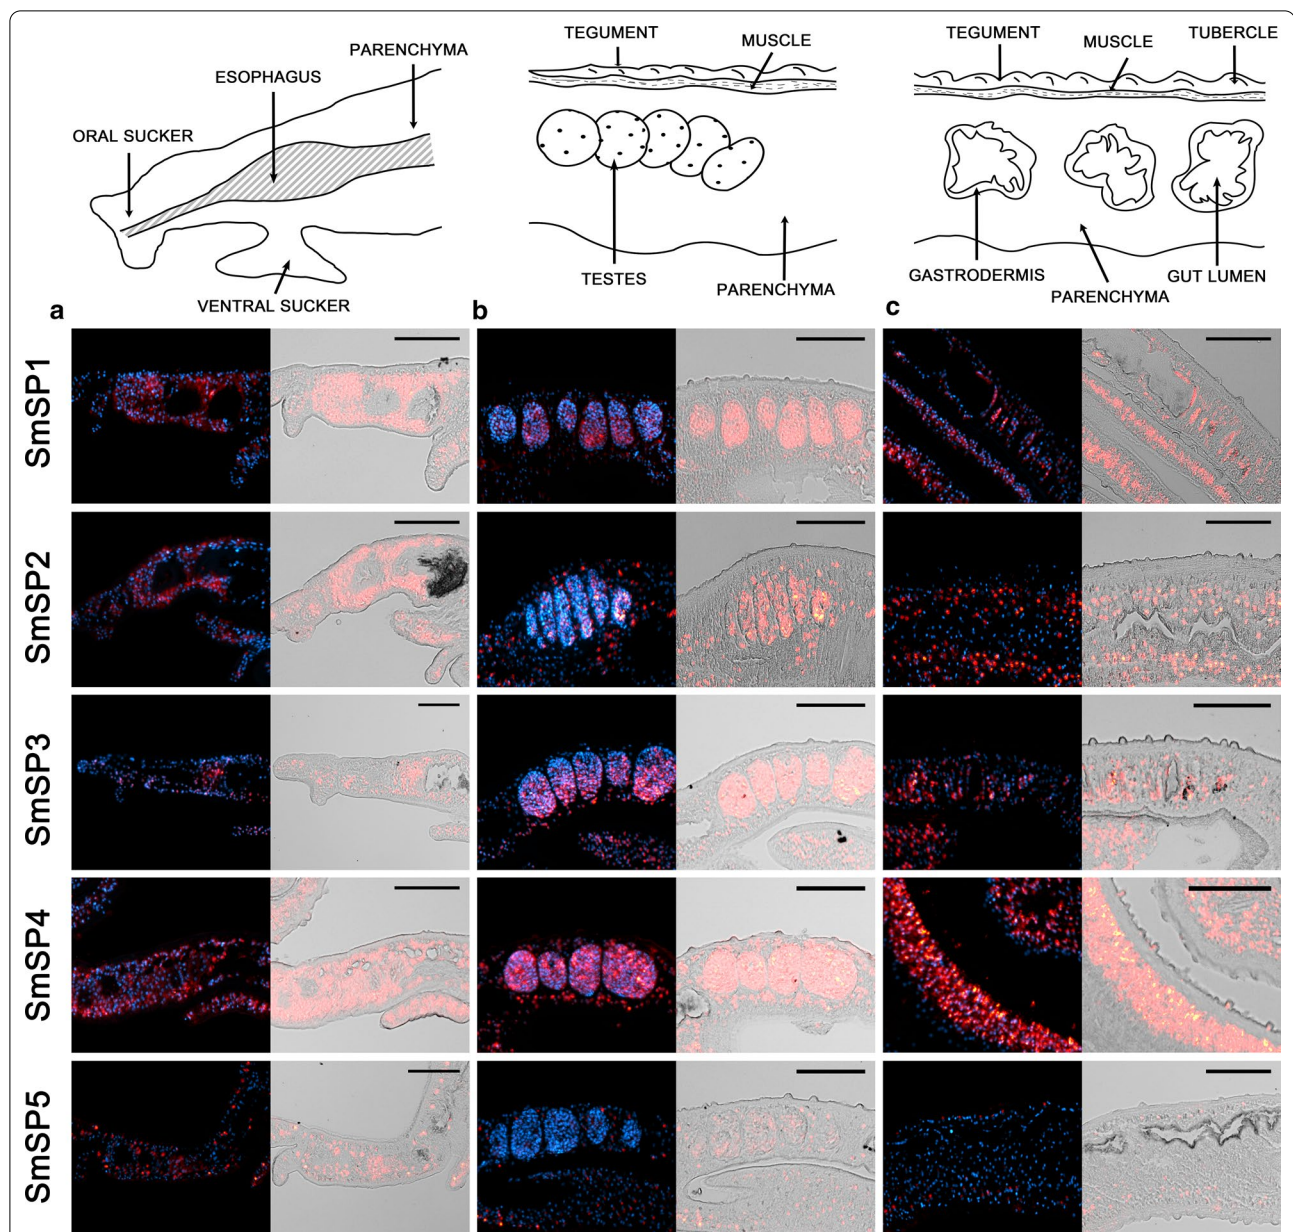 PARENCHYMA
ESOPHAGUS
ORAL SUCKER
VENTRAL SUCKER
TEGUMENT
MUSCLE
TESTES
PARENCHYMA
TEGUMENT
MUSCLE
TUBERCLE
GASTRODERMIS
GUT LUMEN
PARENCHYMA
a
b
c
SmSP1
SmSP2
SmSP3
SmSP4
SmSP5